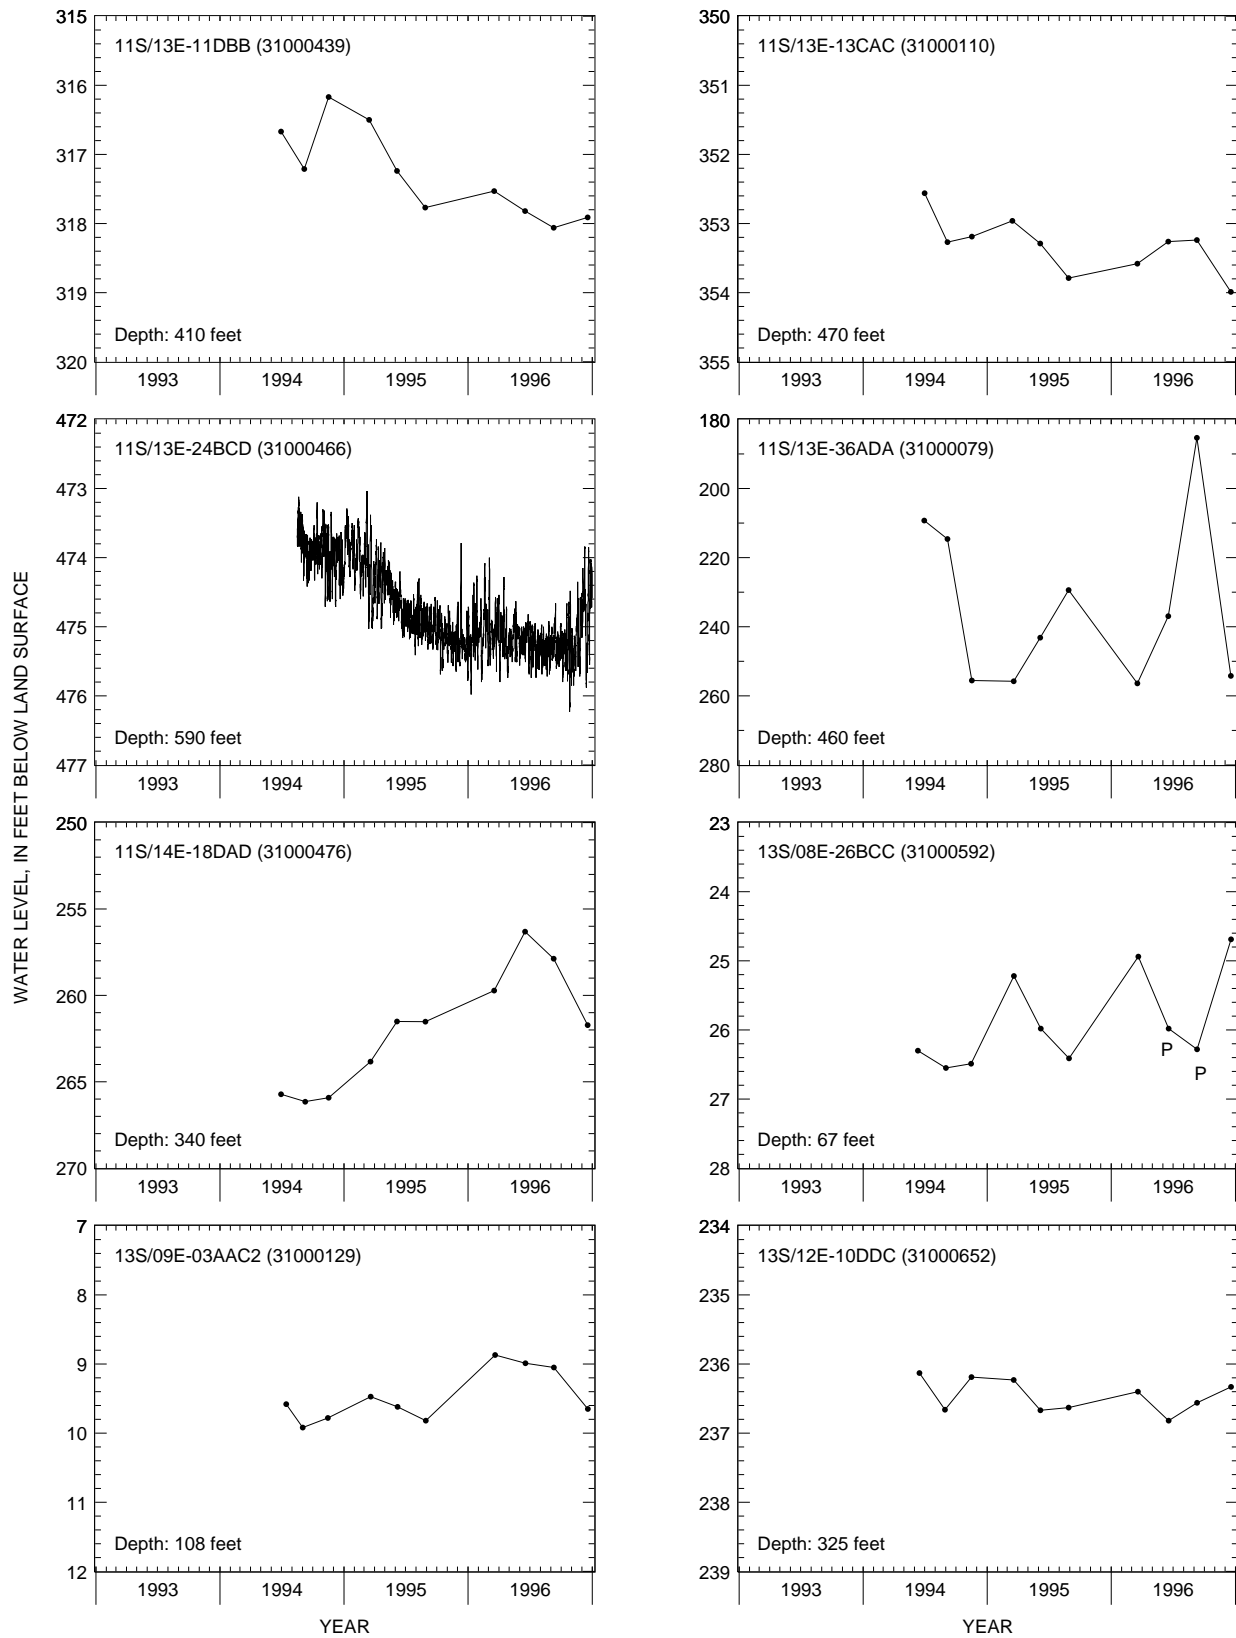 WATER LEVEL, IN FEET BELOW LAND SURFACE
11S/13E-11DBB (31000439)
315
316
317
318
319
320
Depth: 410 feet
1993 1994 1995 1996
11S/13E-13CAC (31000110)
350
351
352
353
354
355
Depth: 470 feet
1993 1994 1995 1996
11S/13E-24BCD (31000466)
472
473
474
475
476
477
Depth: 590 feet
1993 1994 1995 1996
11S/13E-36ADA (31000079)
180
200
220
240
260
280
Depth: 460 feet
1993 1994 1995 1996
11S/14E-18DAD (31000476)
250
255
260
265
270
Depth: 340 feet
1993 1994 1995 1996
13S/08E-26BCC (31000592)
23
24
25
26
27
28
P
P
Depth: 67 feet
1993 1994 1995 1996
13S/09E-03AAC2 (31000129)
7
8
9
10
11
12
Depth: 108 feet
1993 1994 1995 1996
YEAR
13S/12E-10DDC (31000652)
234
235
236
237
238
239
Depth: 325 feet
1993 1994 1995 1996
YEAR